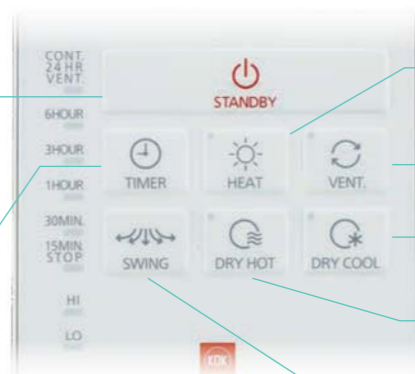 CONT.
24 HR
VENT.
6HOUR
3HOUR
1HOUR
30MIN.
15MIN.
STOP
HI
LO
STANDBY
TIMER
HEAT
VENT.
SWING
DRY HOT
DRY COOL
KDK